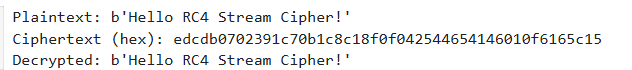 Plaintext: b'Hello RC4 Stream Cipher!'
Ciphertext (hex): edcdb0702391c70b1c8c18f0f042544654146010f6165c15
Decrypted: b'Hello RC4 Stream Cipher!'